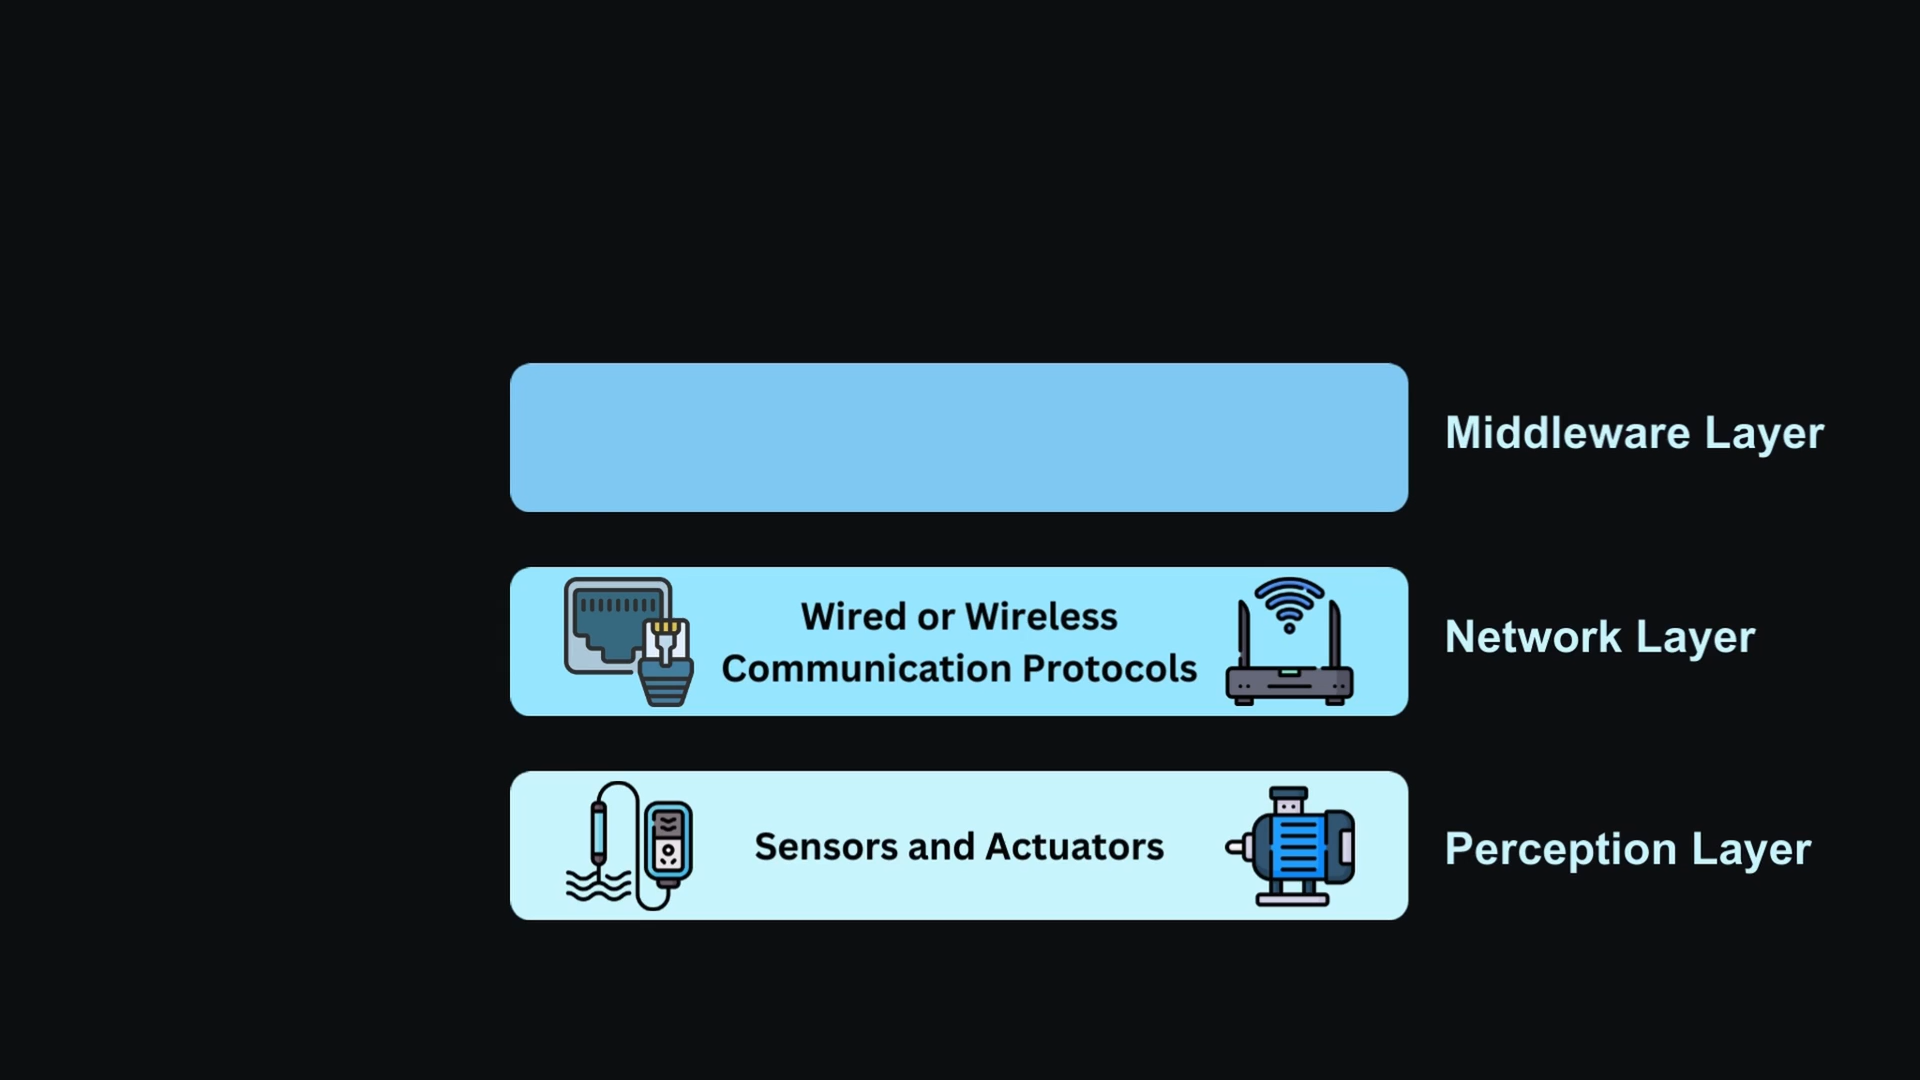 Middleware Layer
Wired or Wireless
Communication Protocols
Network Layer
Sensors and Actuators
Perception Layer